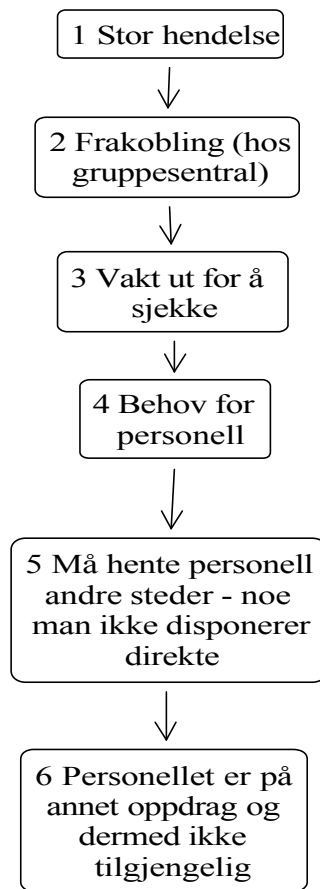 1 Stor hendelse
2 Frakobling (hos
gruppesentral)
3 Vakt ut for å
sjekke
4 Behov for
personell
5 Må hente personell
andre steder - noe
man ikke disponerer
direkte
6 Personellet er på
annet oppdrag og
dermed ikke
tilgjengelig